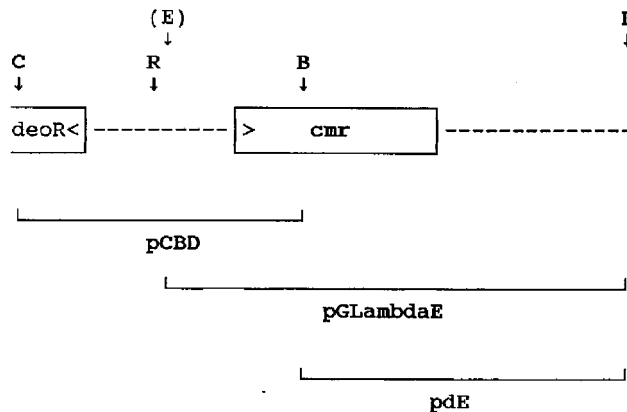 (E)
C R B
deoR< > cmr
pCBD
pGLambdaE
pdE